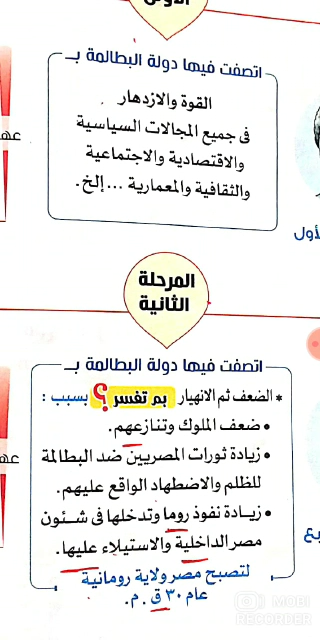 الأولى
اتصفت فيها دولة البطالمة بـ
القوة والازدهار
فى جميع المجالات السياسية
والاقتصادية والاجتماعية
والثقافية والمعمارية ... إلخ.
المرحلة
الثانية
اتصفت فيها دولة البطالمة بـ
* الضعف ثم الانهيار بم تفسر ؟ بسبب :
• ضعف الملوك وتنازعهم.
• زيادة ثورات المصريين ضد البطالمة
للظلم والاضطهاد الواقع عليهم.
• زيادة نفوذ روما وتدخلها فى شئون
مصر الداخلية والاستيلاء عليها.
لتصبح مصر ولاية رومانية
عام ٣٠ ق . م.
MOBI
RECORDER